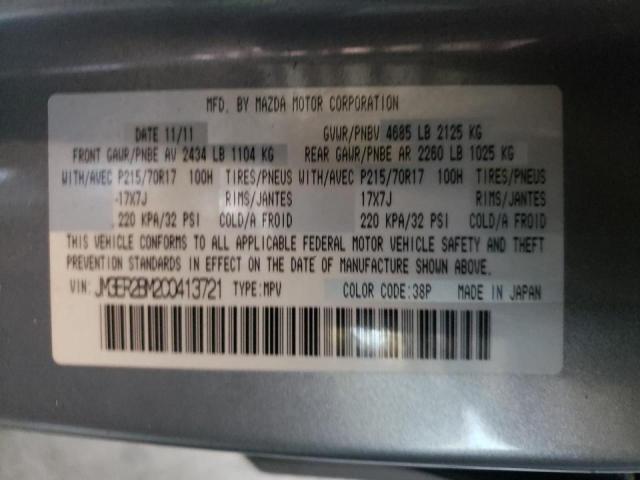 MFD. BY MAZDA MOTOR CORPORATION
DATE 11/11 GVWR/PNBV 4685 LB 2125 KG
FRONT GAWR/PNBE AV 2434 LB 1104 KG REAR GAWR/PNBE AR 2260 LB 1025 KG
WITH/AVEC P215/70R17 100H TIRES/PNEUS WITH/AVEC P215/70R17 100H TIRES/PNEUS
-17X7J RIMS/JANTES 17X7J RIMS/JANTES
, 220 KPA/32 PSI COLD/A FROID , 220 KPA/32 PSI COLD/A FROID
THIS VEHICLE CONFORMS TO ALL APPLICABLE FEDERAL MOTOR VEHICLE SAFETY AND THEFT
PREVENTION STANDARDS IN EFFECT ON THE DATE OF MANUFACTURE SHOWN ABOVE.
VIN: JM3ER2BM2C0413721 TYPE:MPV COLOR CODE:38P MADE IN JAPAN